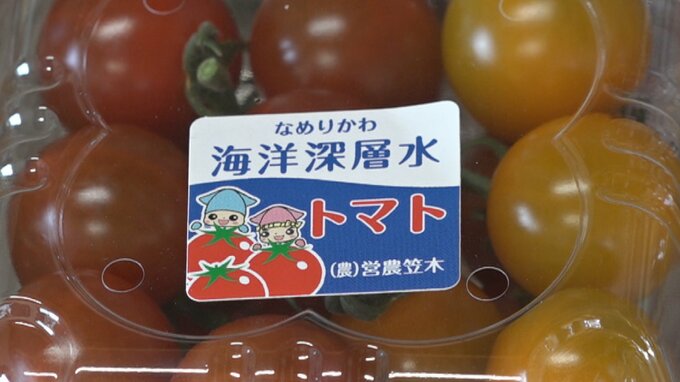 なめりかわ
海洋深層水
トマト
(農)営農笠木